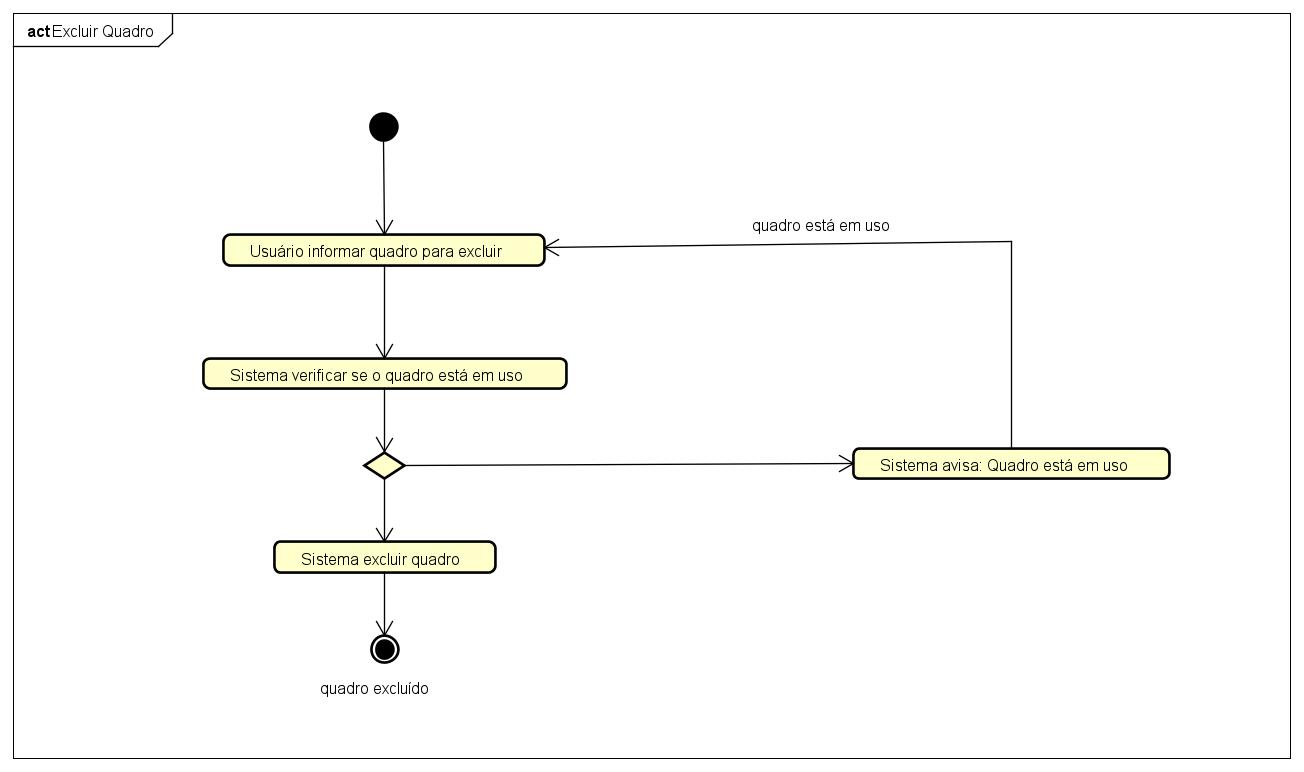 act Excluir Quadro
quadro está em uso
Usuário informar quadro para excluir
Sistema verificar se o quadro está em uso
Sistema avisa: Quadro está em uso
Sistema excluir quadro
quadro excluído